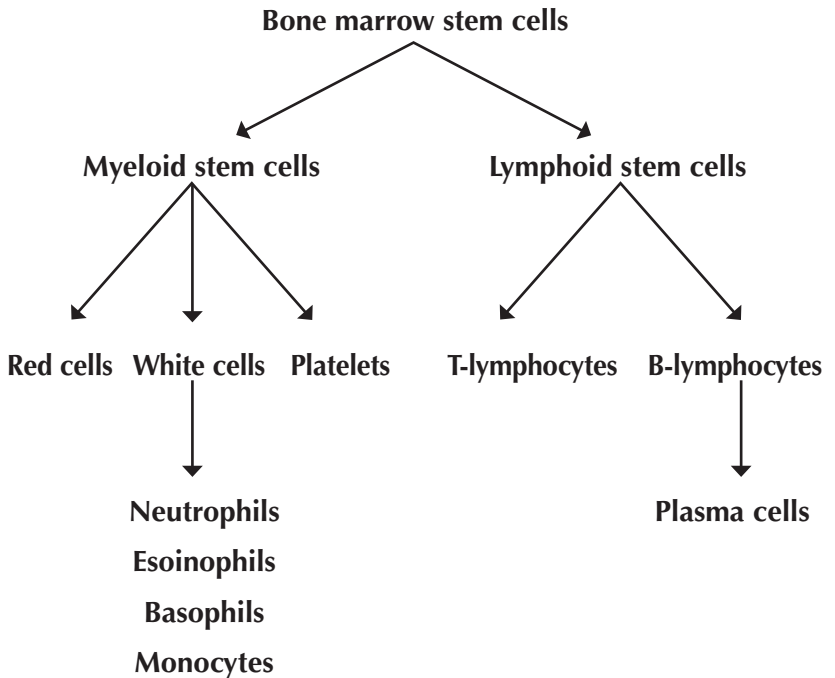 Bone marrow stem cells
Myeloid stem cells Lymphoid stem cells
Red cells White cells Platelets T-lymphocytes B-lymphocytes
Neutrophils Plasma cells
Esoinophils
Basophils
Monocytes